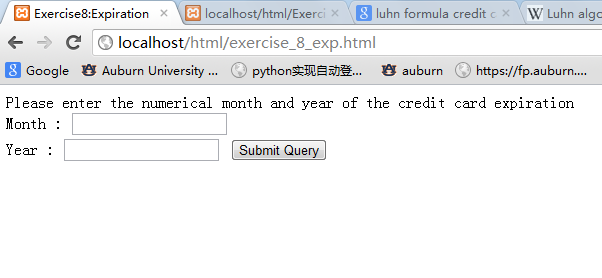 Exercise8:Expiration
localhost/html/Exerci
luhn formula credit c
Luhn algo
localhost/html/exercise_8_exp.html
Google
Auburn University ...
python实现自动登...
auburn
https://fp.auburn....
Please enter the numerical month and year of the credit card expiration
Month :
Year :
Submit Query